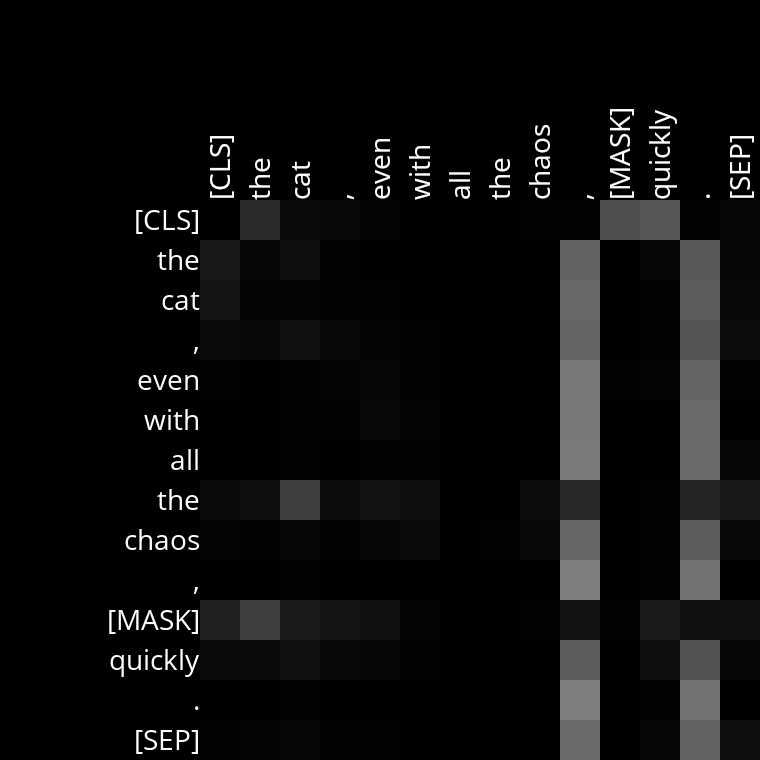 [CLS] the cat , even with all the chaos , [MASK] quickly . [SEP]
[CLS]
the
cat
,
even
with
all
the
chaos
,
[MASK]
quickly
.
[SEP]